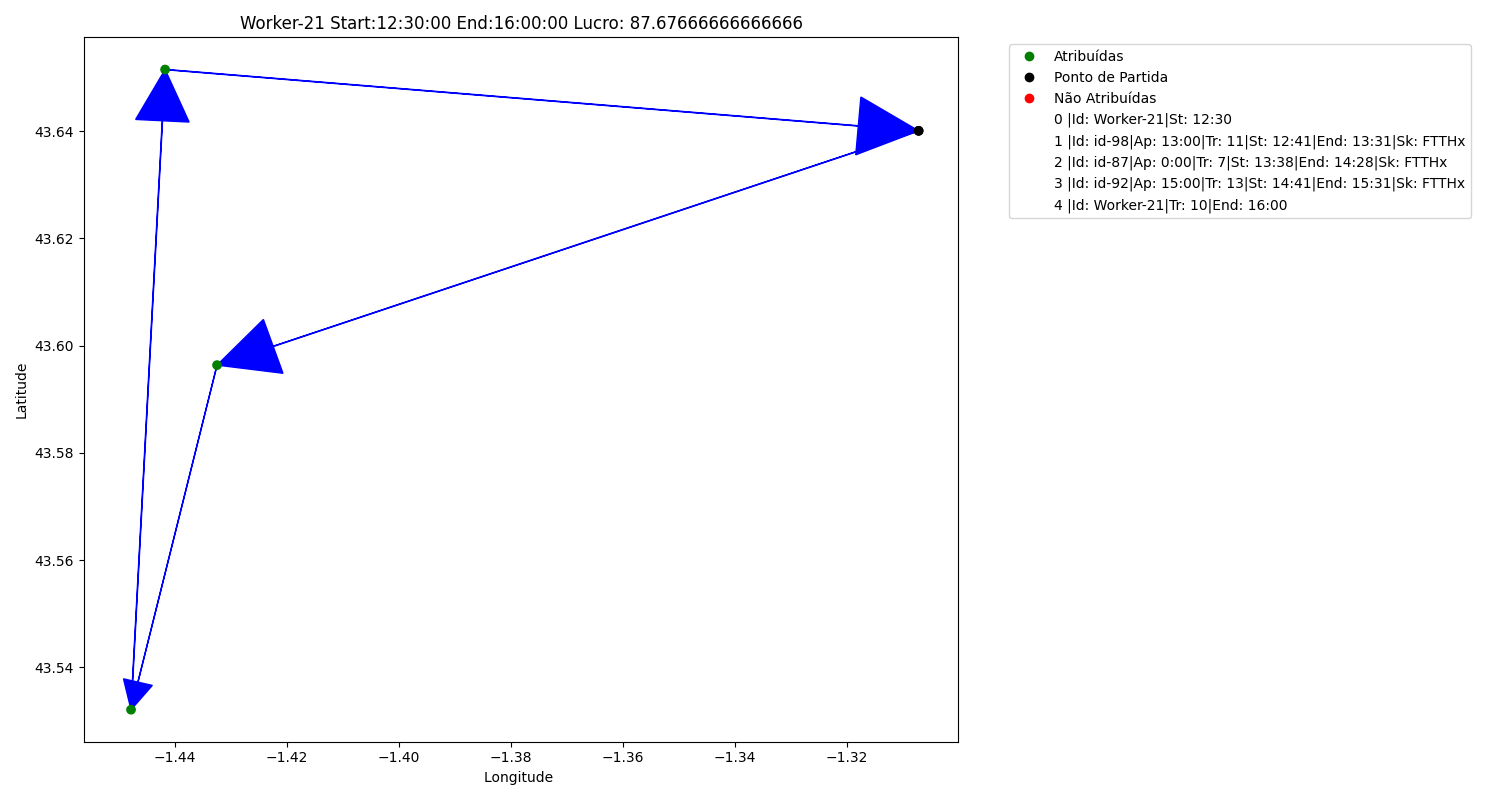 Worker-21 Start:12:30:00 End:16:00:00 Lucro: 87.67666666666666
Atribuídas
Ponto de Partida
Não Atribuídas
0 |Id: Worker-21|St: 12:30
1 |Id: id-98|Ap: 13:00|Tr: 11|St: 12:41|End: 13:31|Sk: FTTHx
2 |Id: id-87|Ap: 0:00|Tr: 7|St: 13:38|End: 14:28|Sk: FTTHx
3 |Id: id-92|Ap: 15:00|Tr: 13|St: 14:41|End: 15:31|Sk: FTTHx
4 |Id: Worker-21|Tr: 10|End: 16:00
43.64
43.62
43.60
43.58
43.56
43.54
Latitude
−1.44
−1.42
−1.40
−1.38
−1.36
−1.34
−1.32
Longitude